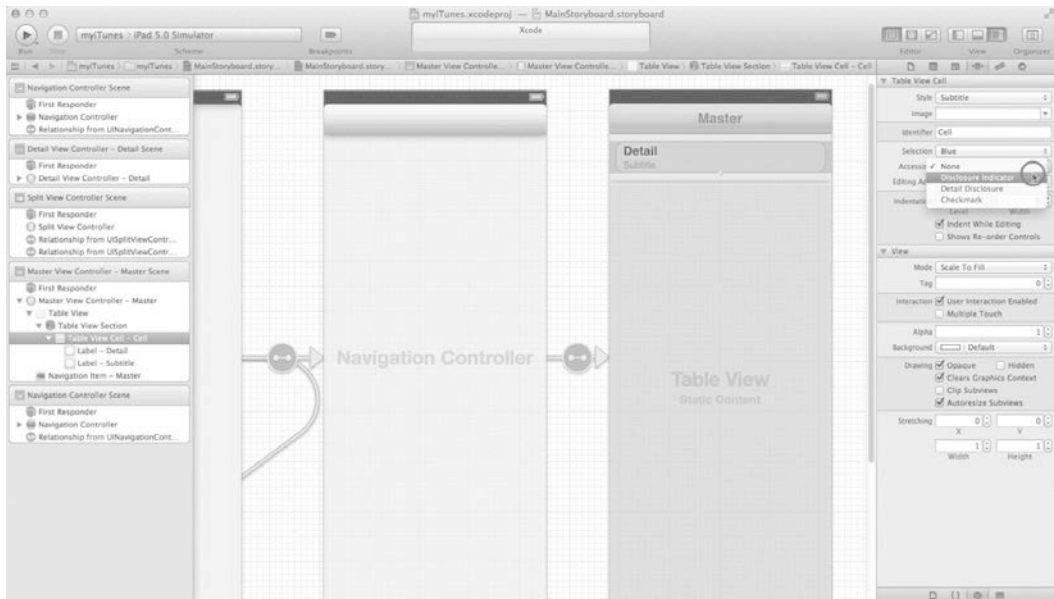 myiTunes.xcodeproj — MainStoryboard.storyboard
myiTunes › iPad 5.0 Simulator
Xcode
Run Stop Scheme Breakpoints Editor View Organizer
myiTunes myiTunes MainStoryboard.story... MainStoryboard.story... Master View Controlle... Master View Controlle... Table View Table View Section Table View Cell – Cell
Navigation Controller Scene
First Responder
Navigation Controller
Relationship from UINavigationCont...
Detail View Controller – Detail Scene
First Responder
Detail View Controller – Detail
Split View Controller Scene
First Responder
Split View Controller
Relationship from UISplitViewContr...
Relationship from UISplitViewContr...
Master View Controller – Master Scene
First Responder
Master View Controller – Master
Table View
Table View Section
Table View Cell – Cell
Label – Detail
Label – Subtitle
Navigation Item – Master
Navigation Controller Scene
First Responder
Navigation Controller
Relationship from UINavigationCont...
Navigation Controller
Master
Detail
Subtitle
Table View
Static Content
Table View Cell
Style Subtitle
Image
Identifier Cell
Selection Blue
Accesso ✓ None
Disclosure Indicator
Editing Ac Detail Disclosure
Checkmark
Indentatio
Level Width
Indent While Editing
Shows Re-order Controls
View
Mode Scale To Fill
Tag 0
Interaction User Interaction Enabled
Multiple Touch
Alpha 1
Background Default
Drawing Opaque Hidden
Clears Graphics Context
Clip Subviews
Autoresize Subviews
Stretching 0 0
X Y
1 1
Width Height